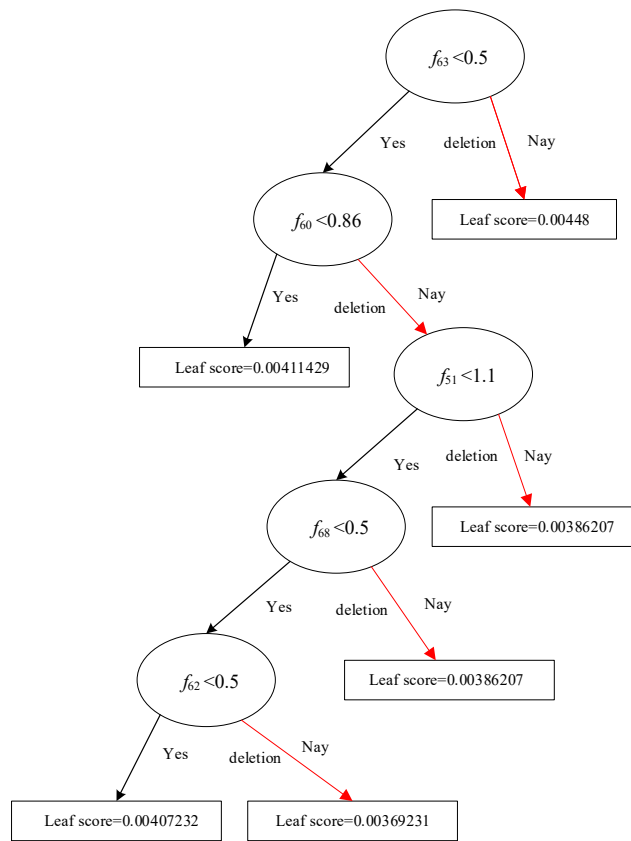 f63 <0.5
Yes
deletion
Nay
Leaf score=0.00448
f60 <0.86
Yes
deletion
Nay
Leaf score=0.00411429
f51 <1.1
Yes
deletion
Nay
Leaf score=0.00386207
f68 <0.5
Yes
deletion
Nay
Leaf score=0.00386207
f62 <0.5
Yes
deletion
Nay
Leaf score=0.00407232
Leaf score=0.00369231